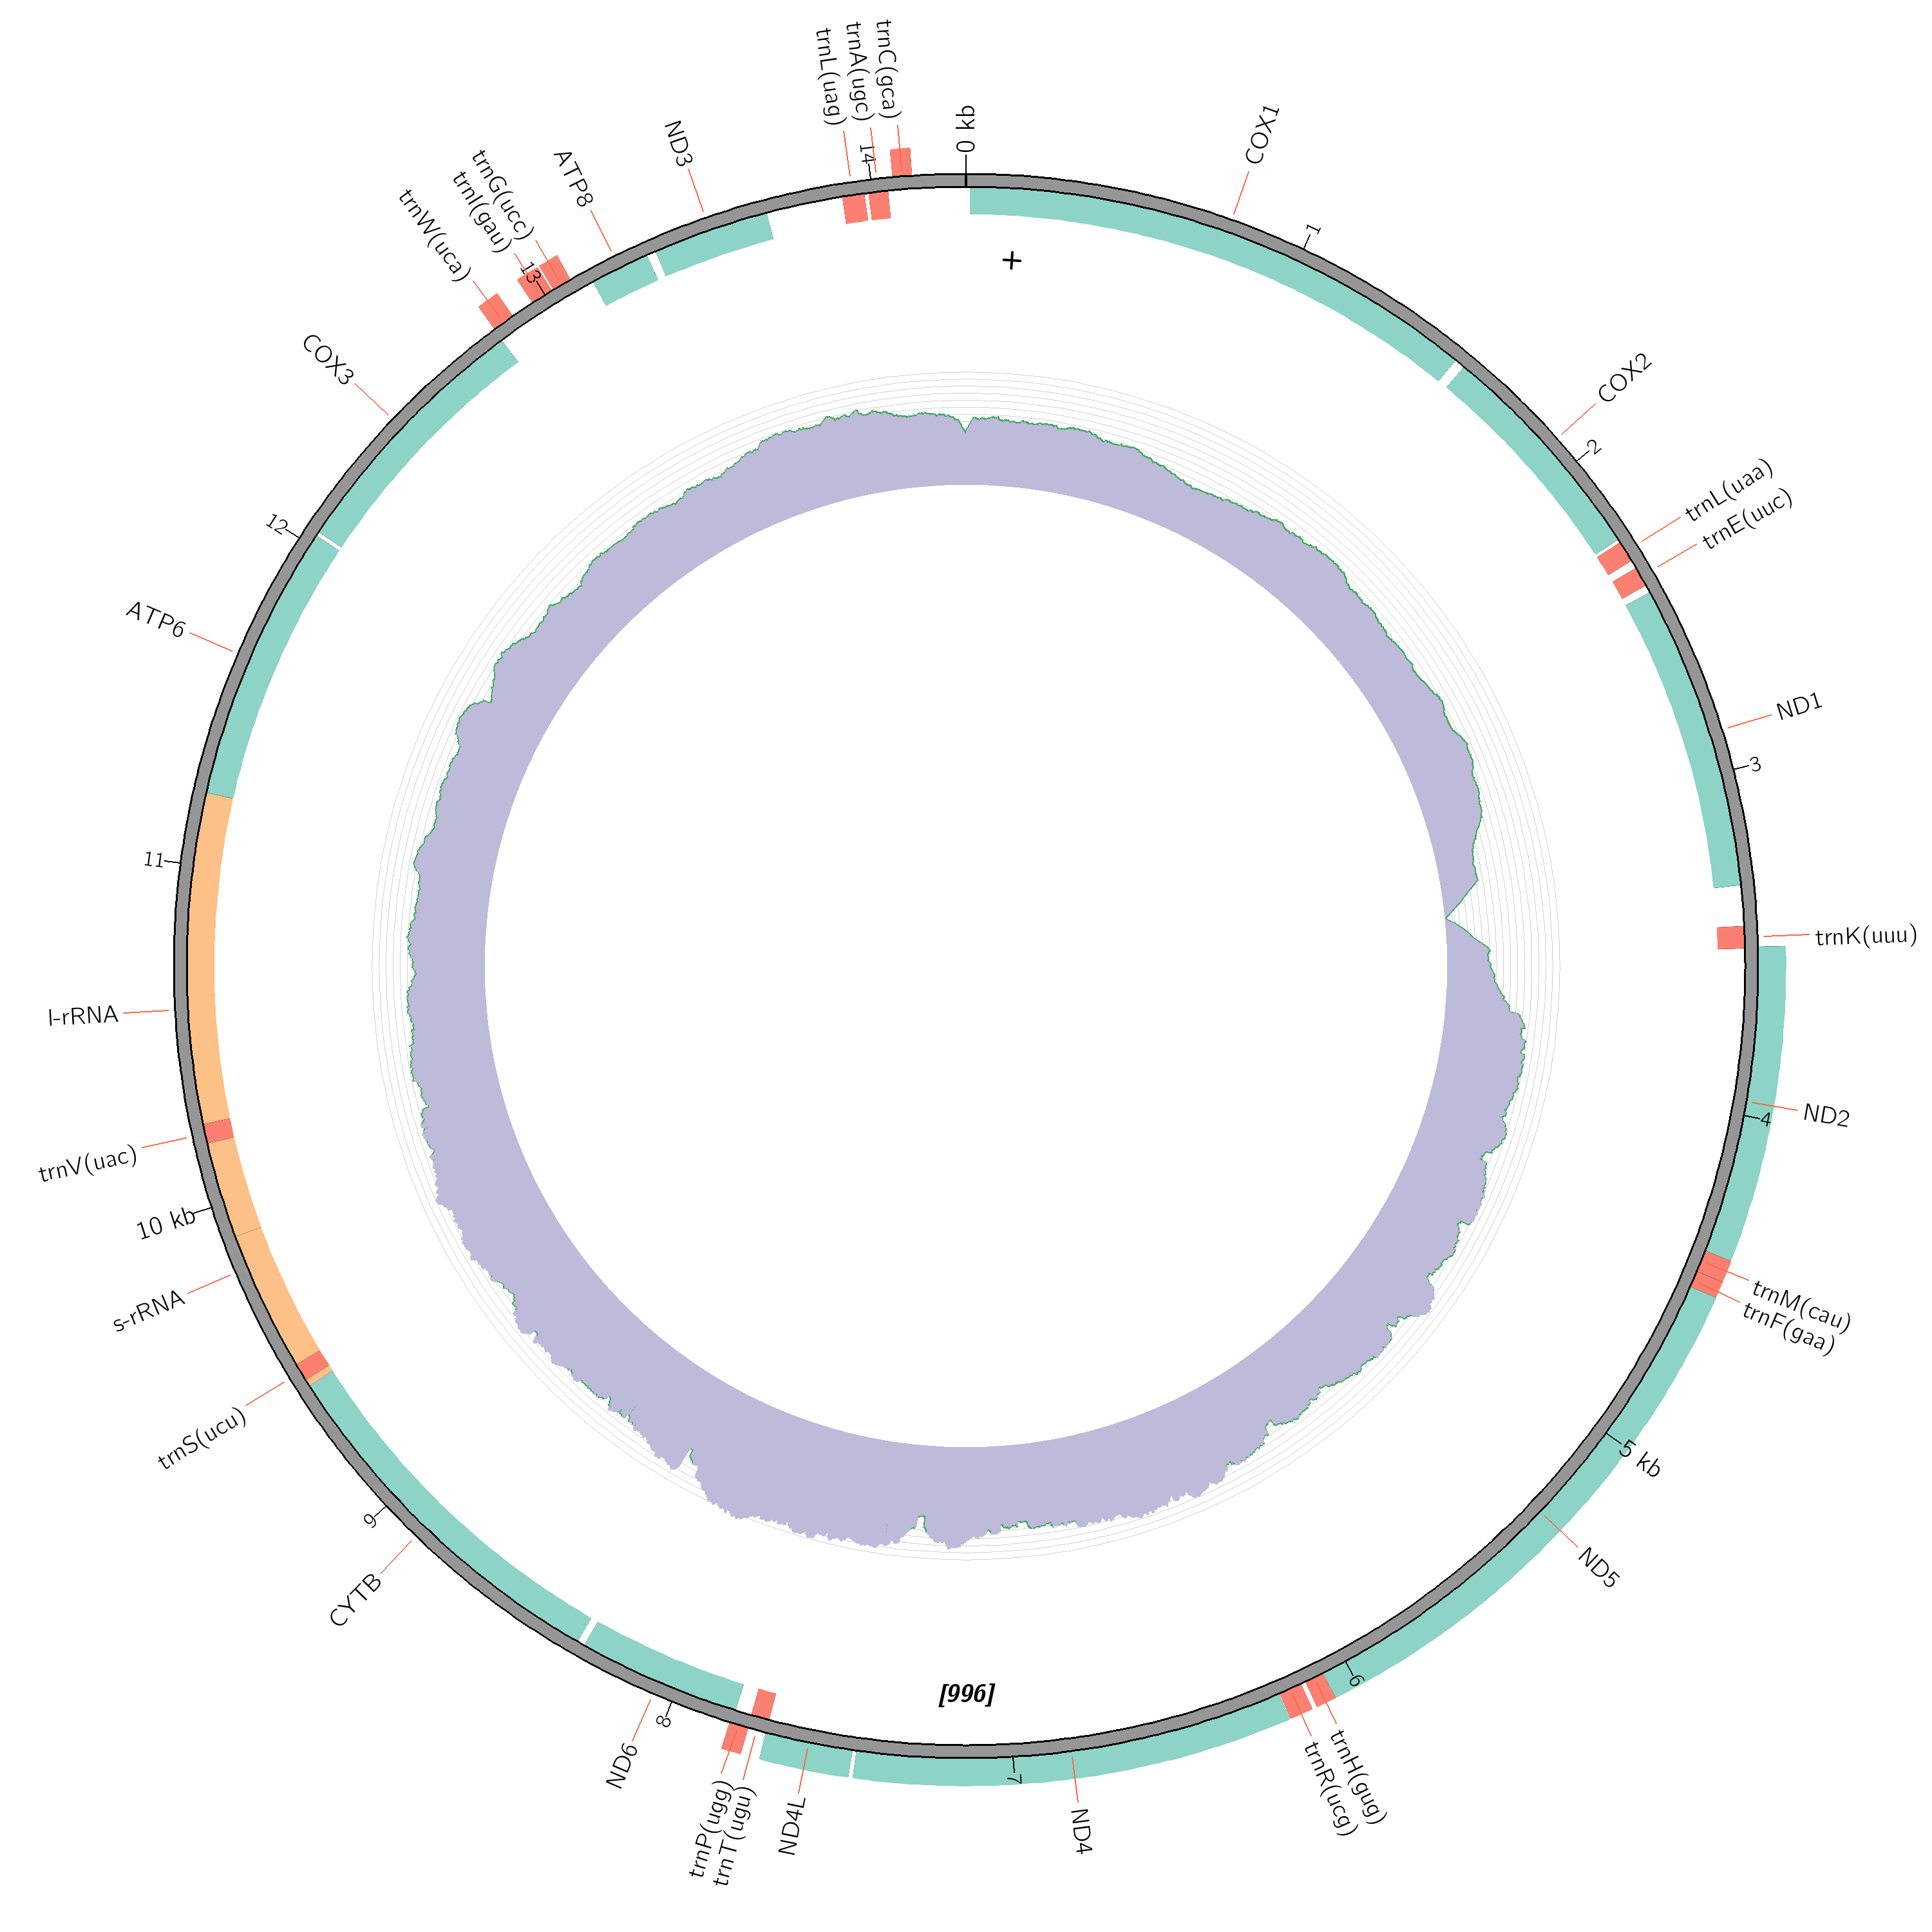 0 kb
COX1
1
COX2
2
trnL(uaa)
trnE(uuc)
ND1
3
trnK(uuu)
ND2
4
trnM(cau)
trnF(gaa)
5 kb
ND5
6
trnH(gug)
trnR(ucg)
ND4
7
ND4L
trnT(ugu)
trnP(ugg)
8
ND6
CYTB
9
trnS(ucu)
s-rRNA
10 kb
trnV(uac)
l-rRNA
11
ATP6
12
COX3
trnW(uca)
trnI(gau)
13
trnG(ucc)
ATP8
ND3
trnL(uag)
trnA(ugc)
14
trnC(gca)
+
[996]